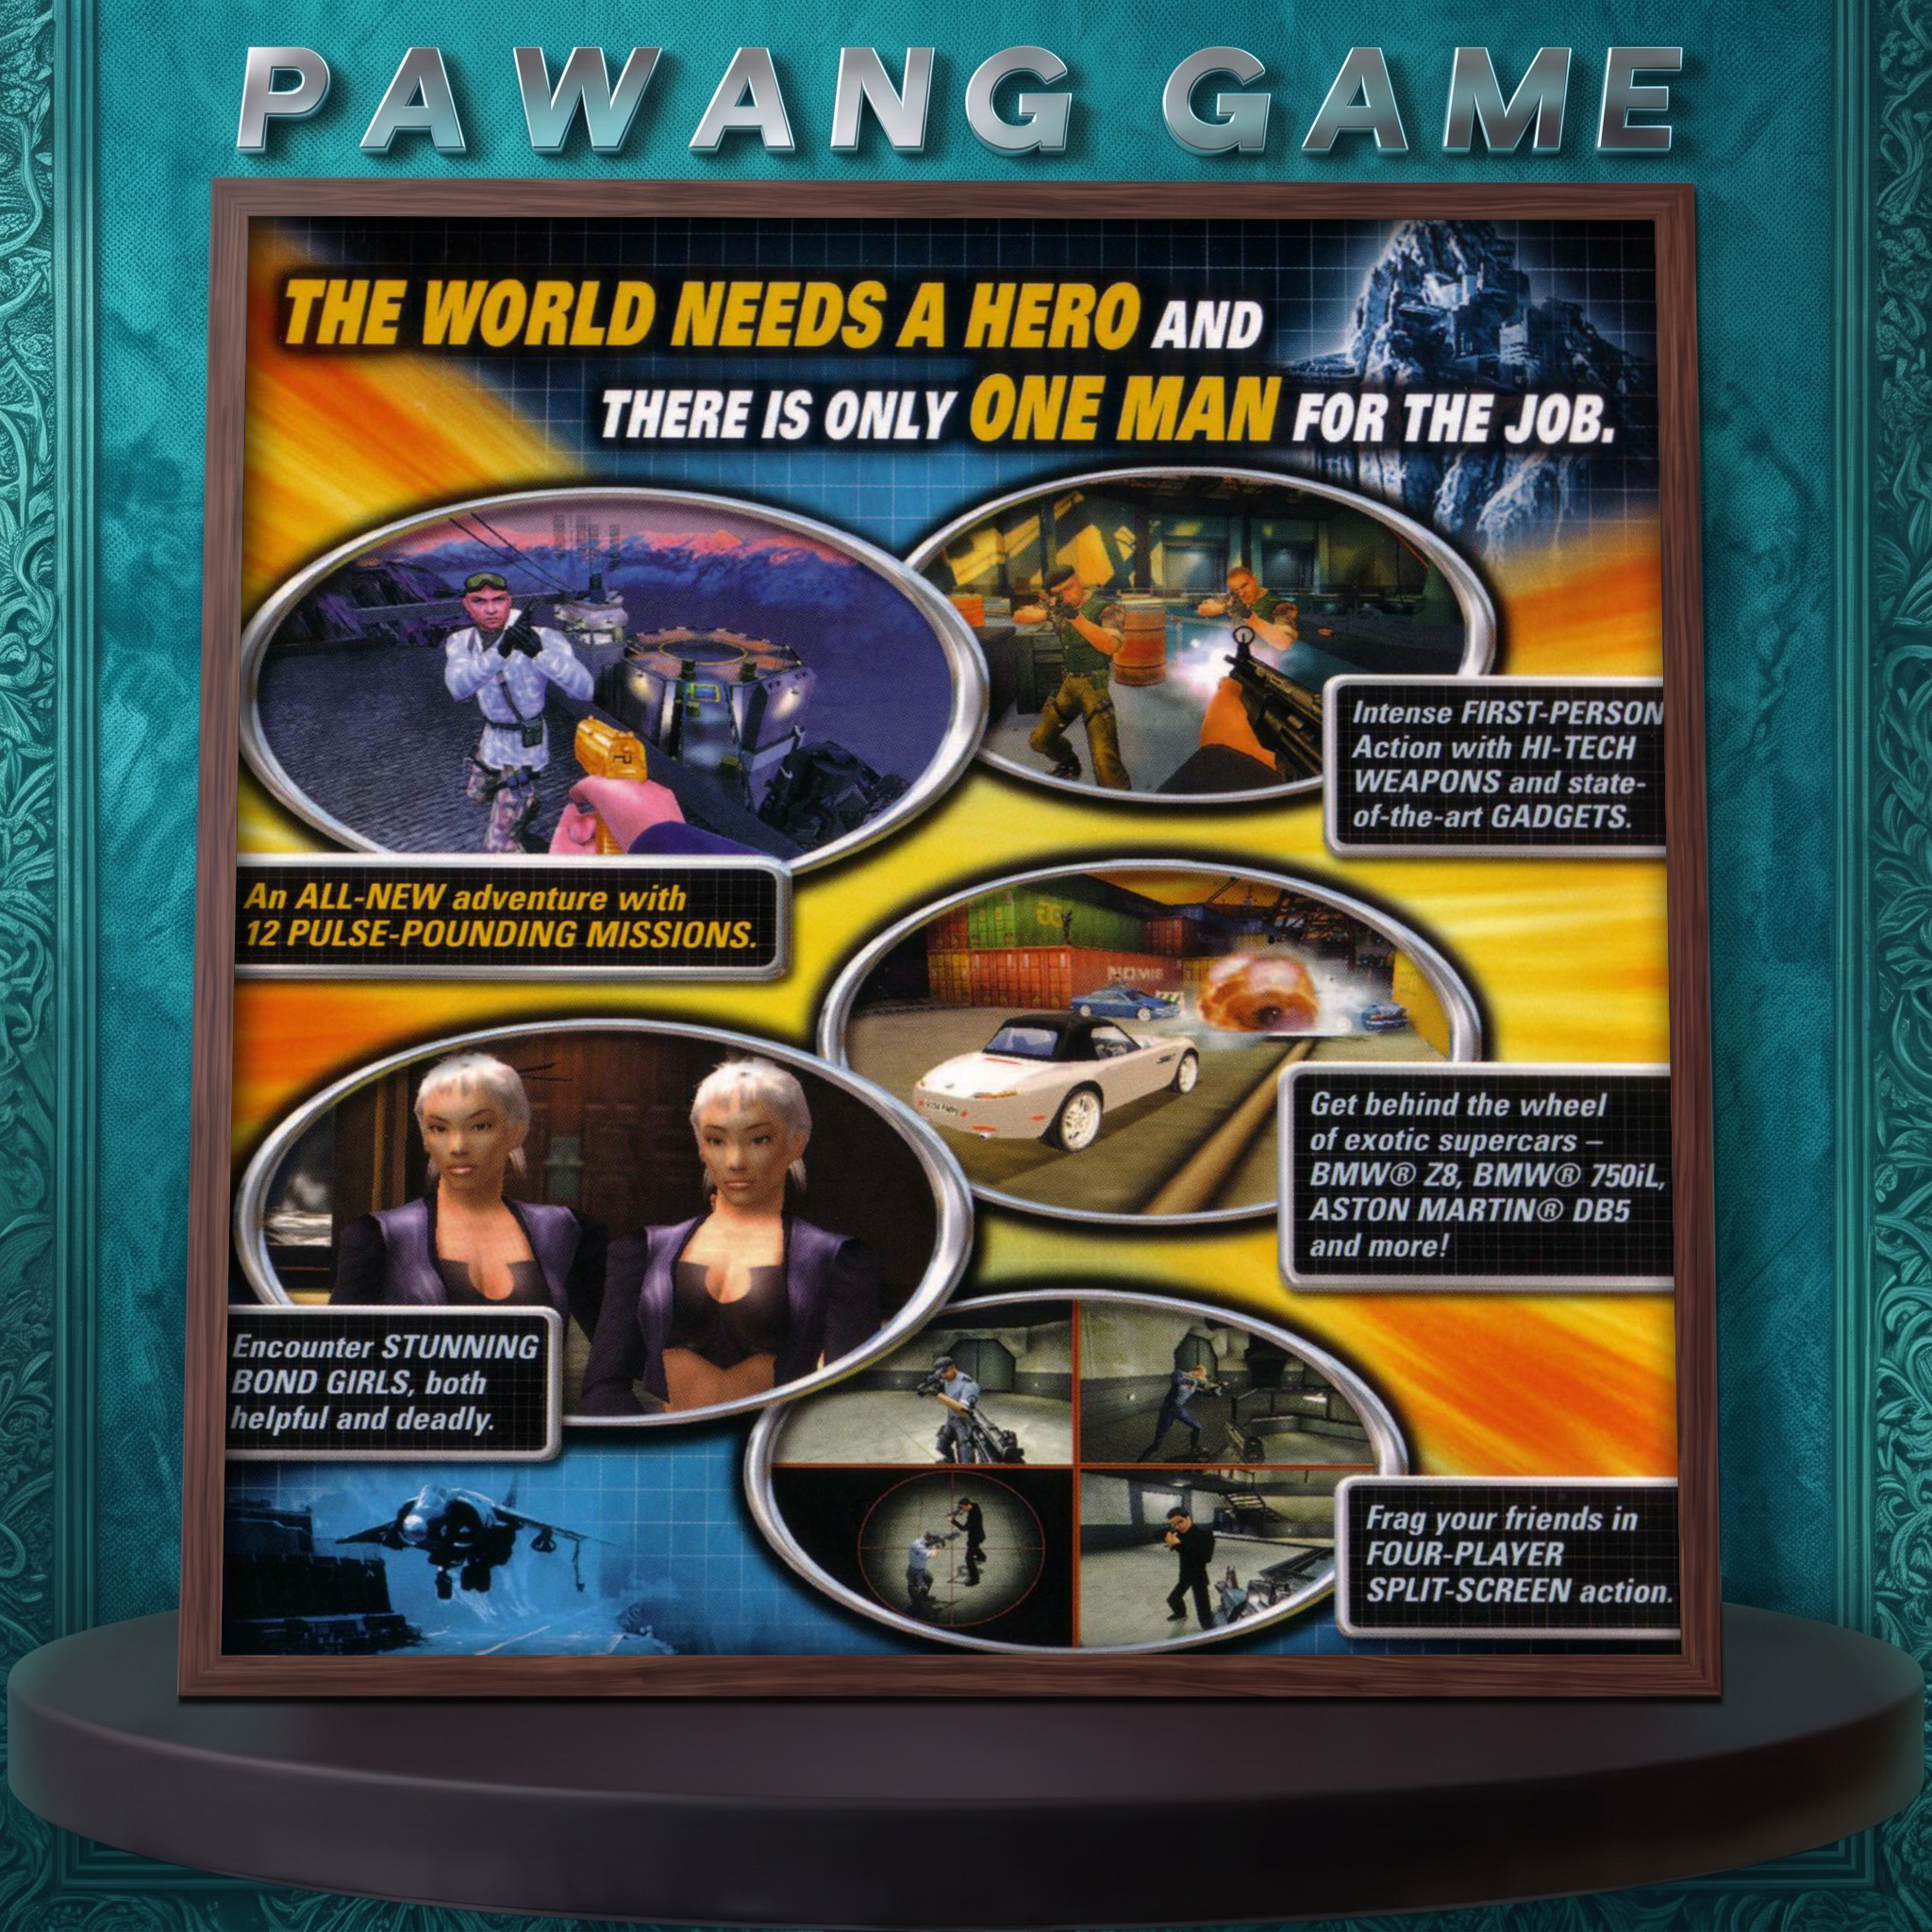 PAWANG GAME
THE WORLD NEEDS A HERO AND
THERE IS ONLY ONE MAN FOR THE JOB.
Intense FIRST-PERSON
Action with HI-TECH
WEAPONS and state-
of-the-art GADGETS.
An ALL-NEW adventure with
12 PULSE-POUNDING MISSIONS.
Get behind the wheel
of exotic supercars –
BMW® Z8, BMW® 750iL,
ASTON MARTIN® DB5
and more!
Encounter STUNNING
BOND GIRLS, both
helpful and deadly.
Frag your friends in
FOUR-PLAYER
SPLIT-SCREEN action.